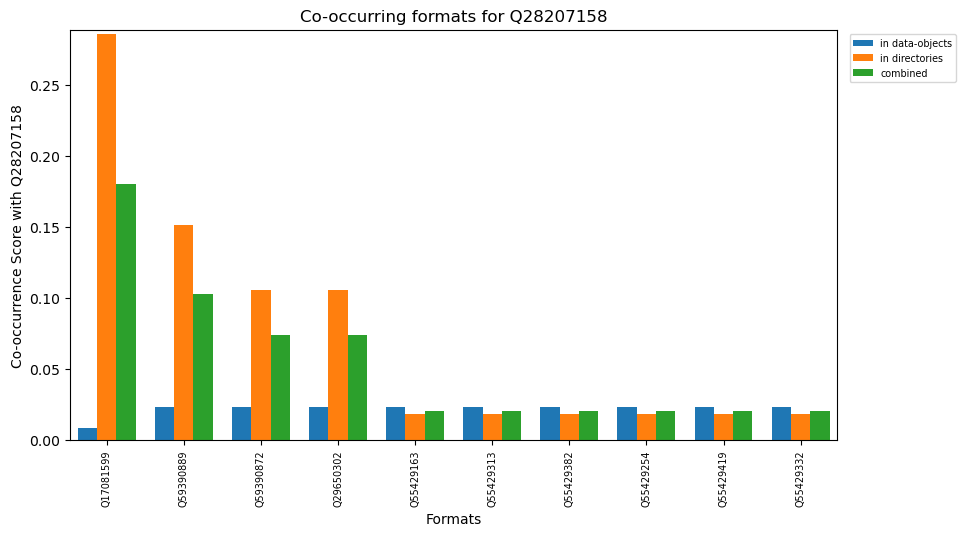 Co-occurring formats for Q28207158
in data-objects
in directories
combined
Co-occurrence Score with Q28207158
0.25
0.20
0.15
0.10
0.05
0.00
Q17081599
Q59390889
Q59390872
Q29650302
Q55429163
Q55429313
Q55429382
Q55429254
Q55429419
Q55429332
Formats